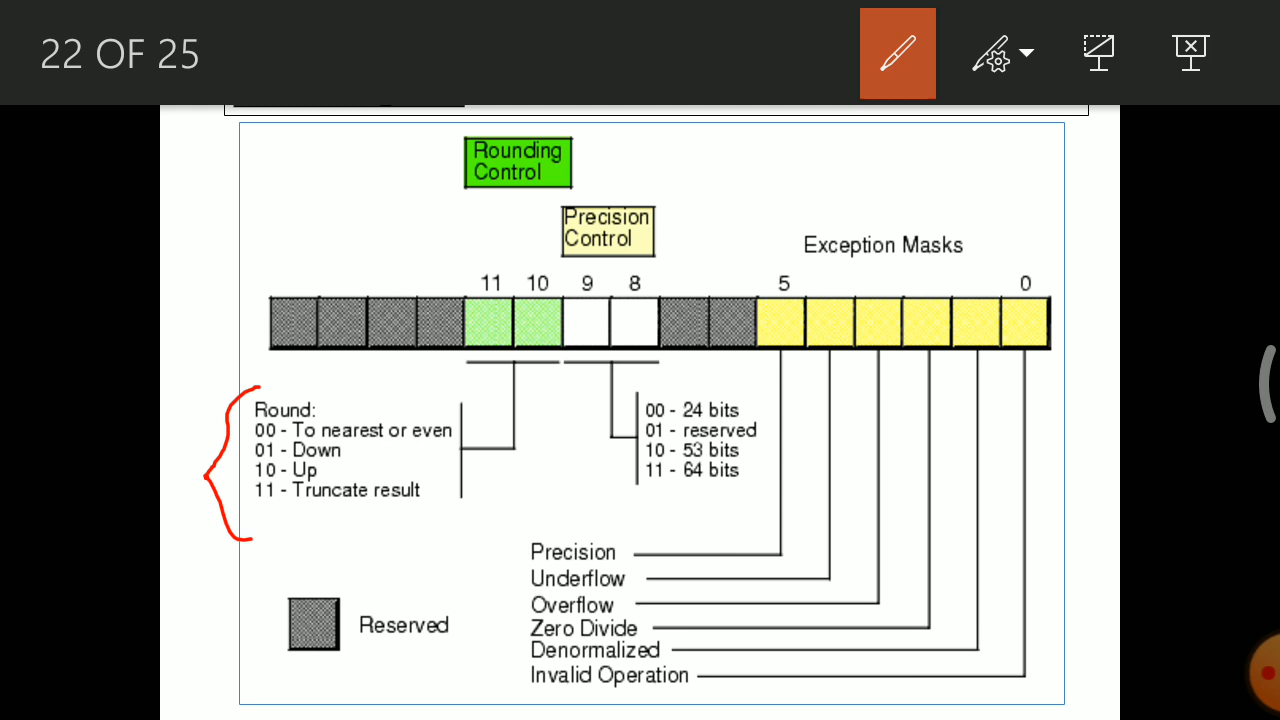 22 OF 25
Rounding
Control
Precision
Control
Exception Masks
11 10 9 8 5 0
Round:
00 - To nearest or even
01 - Down
10 - Up
11 - Truncate result
00 - 24 bits
01 - reserved
10 - 53 bits
11 - 64 bits
Precision
Underflow
Overflow
Zero Divide
Denormalized
Invalid Operation
Reserved